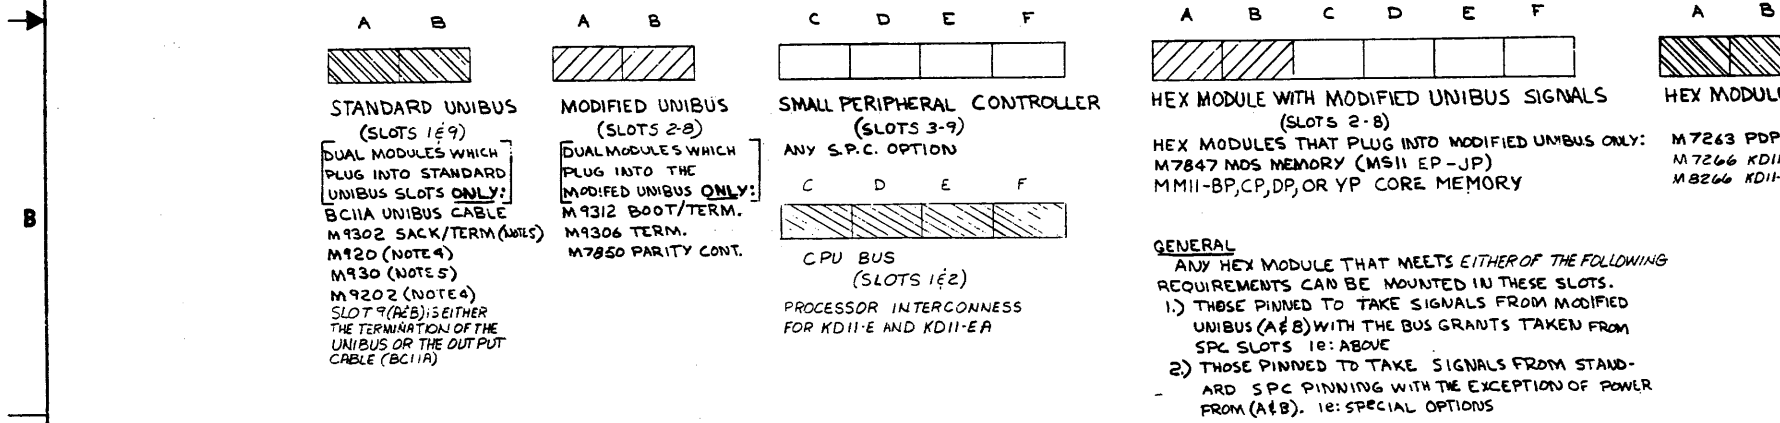 A B
STANDARD UNIBUS
(SLOTS 1&9)
DUAL MODULES WHICH
PLUG INTO STANDARD
UNIBUS SLOTS ONLY:
BC11A UNIBUS CABLE
M9302 SACK/TERM (NOTE5)
M920 (NOTE4)
M930 (NOTE5)
M9202 (NOTE4)
SLOT 9(A&B) IS EITHER
THE TERMINATION OF THE
UNIBUS OR THE OUTPUT
CABLE (BC11A)
A B
MODIFIED UNIBUS
(SLOTS 2-8)
DUAL MODULES WHICH
PLUG INTO THE
MODIFED UNIBUS ONLY:
M9312 BOOT/TERM.
M9306 TERM.
M7850 PARITY CONT.
C D E F
SMALL PERIPHERAL CONTROLLER
(SLOTS 3-9)
ANY S.P.C. OPTION
C D E F
CPU BUS
(SLOTS 1&2)
PROCESSOR INTERCONNESS
FOR KD11-E AND KD11-EA
A B C D E F
HEX MODULE WITH MODIFIED UNIBUS SIGNALS
(SLOTS 2-8)
HEX MODULES THAT PLUG INTO MODIFIED UNIBUS ONLY:
M7847 MOS MEMORY (MS11 EP-JP)
MM11-BP,CP,DP, OR YP CORE MEMORY
GENERAL
ANY HEX MODULE THAT MEETS EITHER OF THE FOLLOWING
REQUIREMENTS CAN BE MOUNTED IN THESE SLOTS.
1.) THOSE PINNED TO TAKE SIGNALS FROM MODIFIED
UNIBUS (A&B) WITH THE BUS GRANTS TAKEN FROM
SPC SLOTS ie: ABOVE
2.) THOSE PINNED TO TAKE SIGNALS FROM STAND-
ARD SPC PINNING WITH THE EXCEPTION OF POWER
FROM (A&B). ie: SPECIAL OPTIONS
A B
HEX MODULE
M7263 PDP
M7266 KD11
M8266 KD11-
B